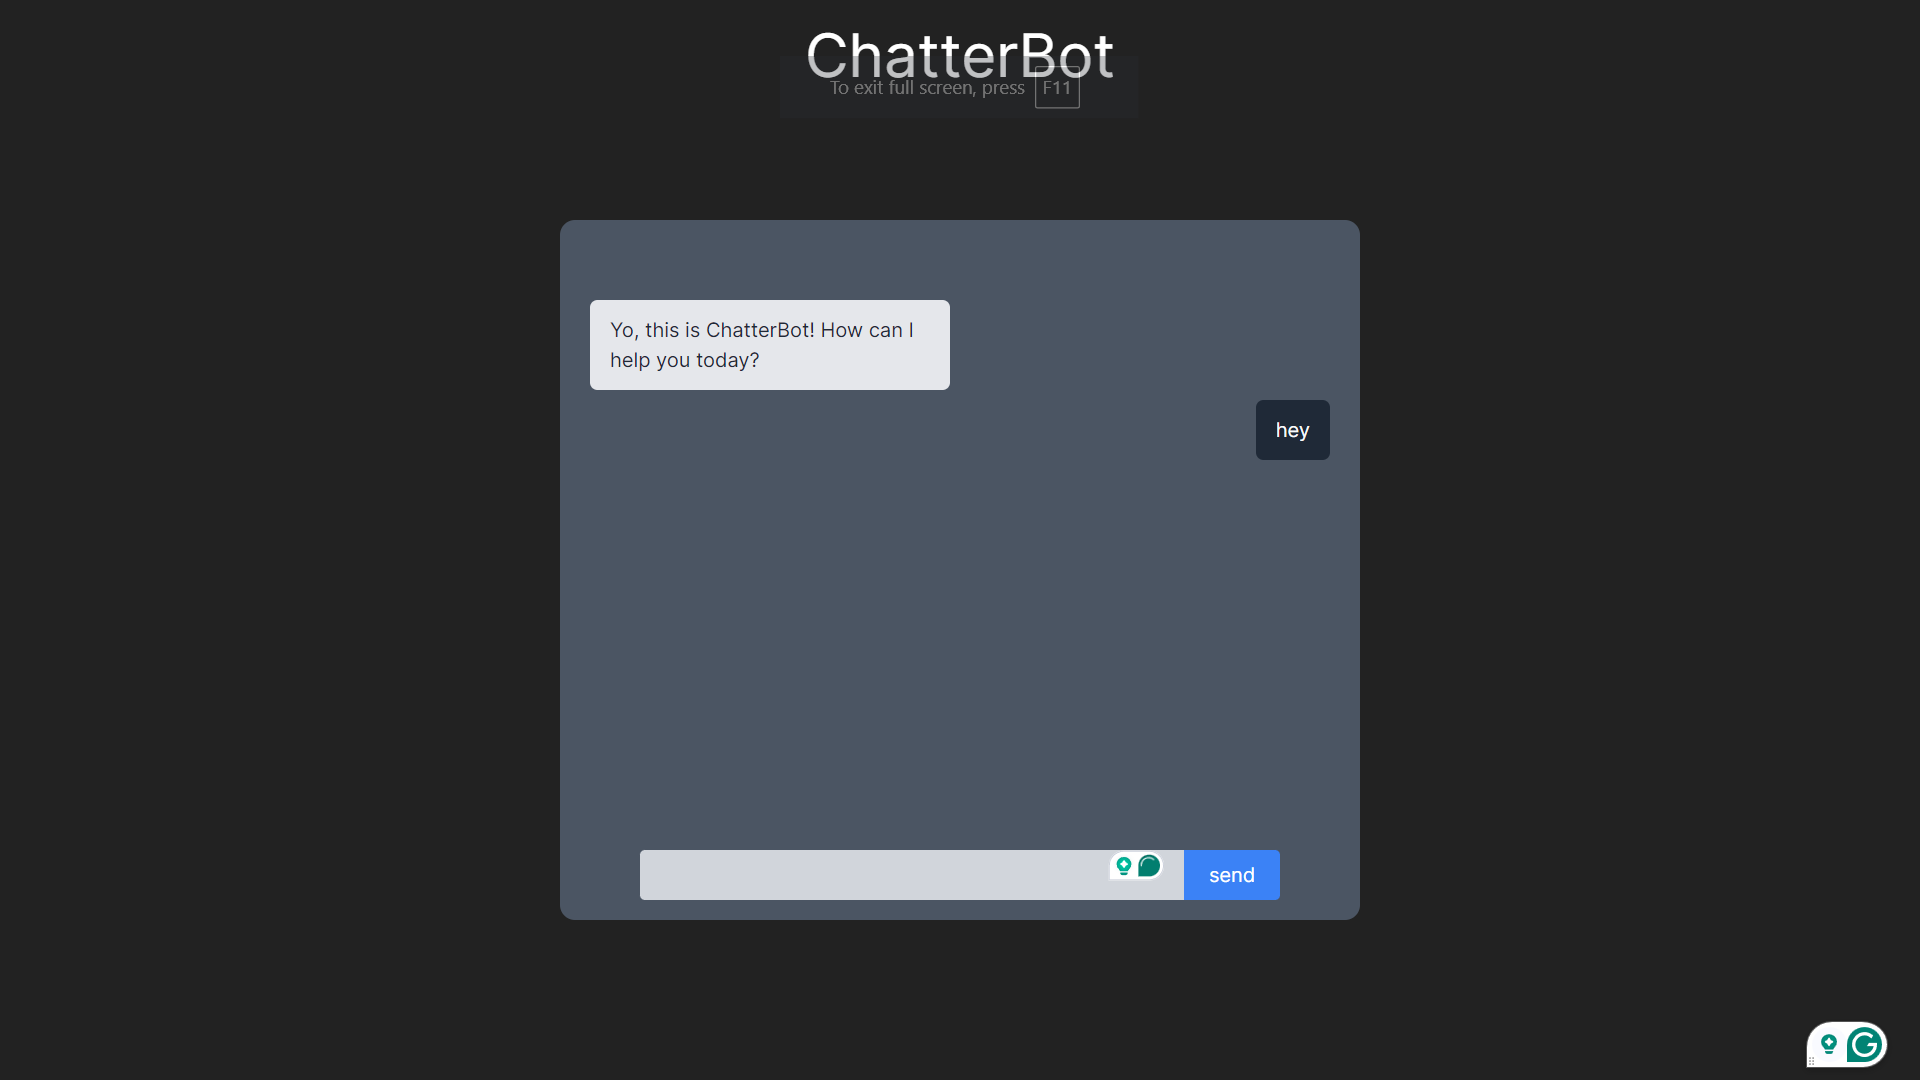 ChatterBot
To exit full screen, press F11
Yo, this is ChatterBot! How can I
help you today?
hey
send